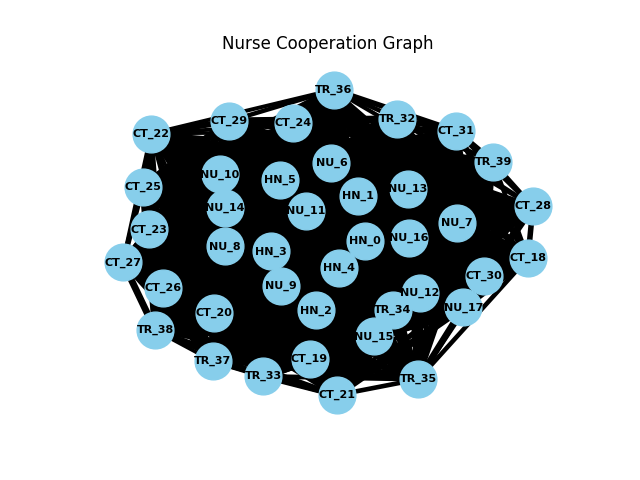 Nurse Cooperation Graph
TR_36
CT_29
CT_24
TR_32
CT_31
CT_22
TR_39
NU_6
NU_10
HN_5
CT_25
NU_13
HN_1
CT_28
NU_14
NU_11
NU_7
CT_23
NU_16
HN_0
NU_8
HN_3
CT_18
CT_27
HN_4
CT_30
NU_9
CT_26
NU_12
NU_17
HN_2
TR_34
CT_20
TR_38
NU_15
CT_19
TR_37
TR_33
TR_35
CT_21